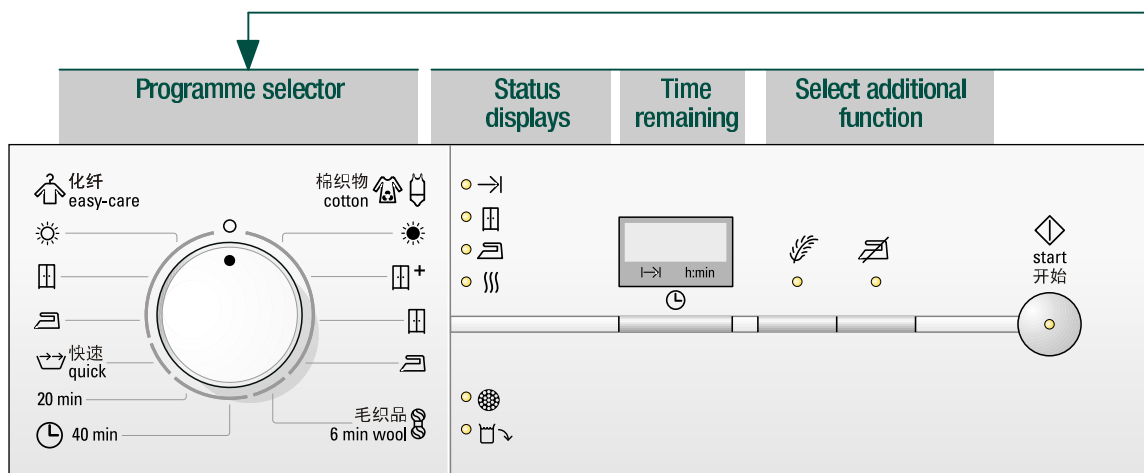 Programme selector
Status
displays
Time
remaining
Select additional
function
化纤
easy-care
棉织物
cotton
快速
quick
20 min
40 min
毛织品
6 min wool
h:min
start
开始